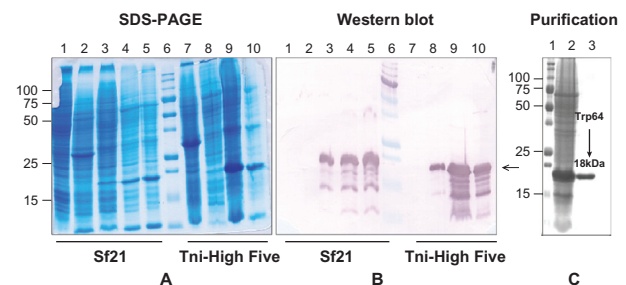 SDS-PAGE Western blot Purification
1 2 3 4 5 6 7 8 9 10 1 2 3 4 5 6 7 8 9 10 1 2 3
100
75
50
25
15
100
75
50
25
15
Trp64
18kDa
Sf21 Tni-High Five Sf21 Tni-High Five
A B C